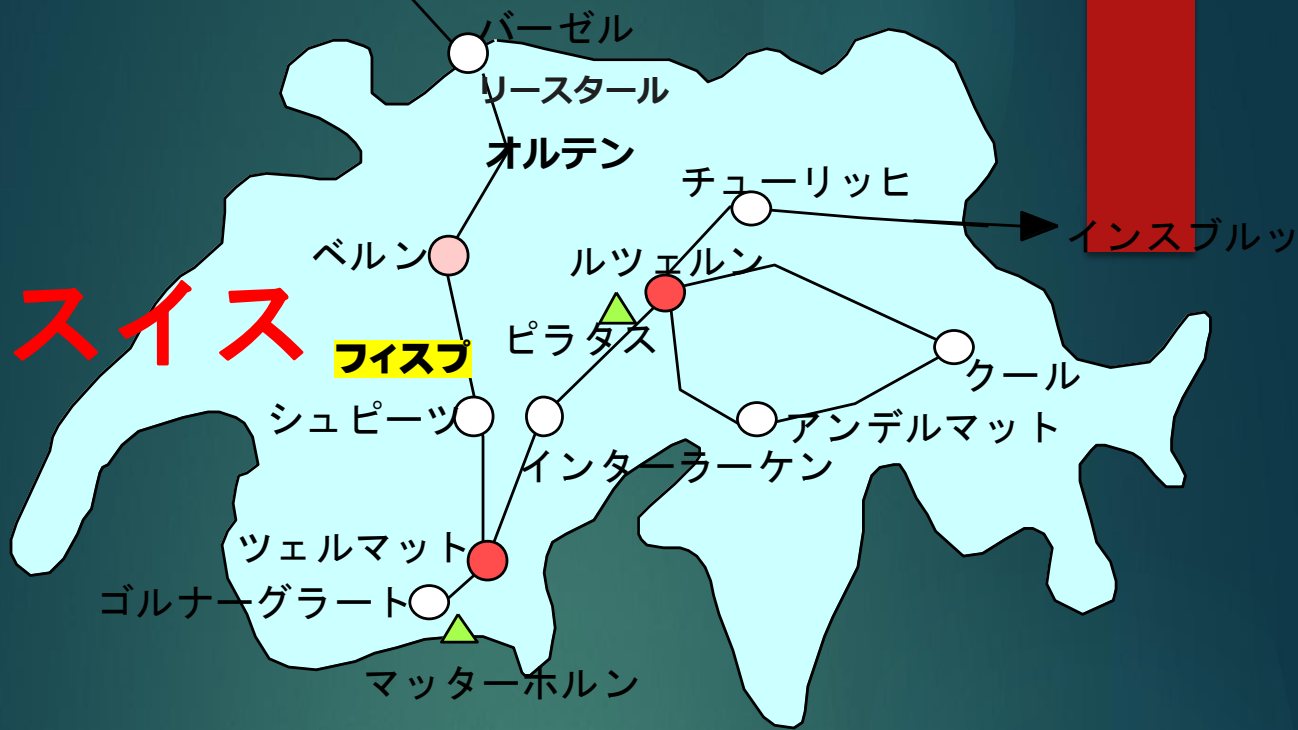 バーゼル
リースタール
オルテン
チューリッヒ
インスブルッ
ベルン
ルツェルン
スイス
ピラタス
フィスプ
クール
シュピーツ
アンデルマット
インターラーケン
ツェルマット
ゴルナーグラート
マッターホルン